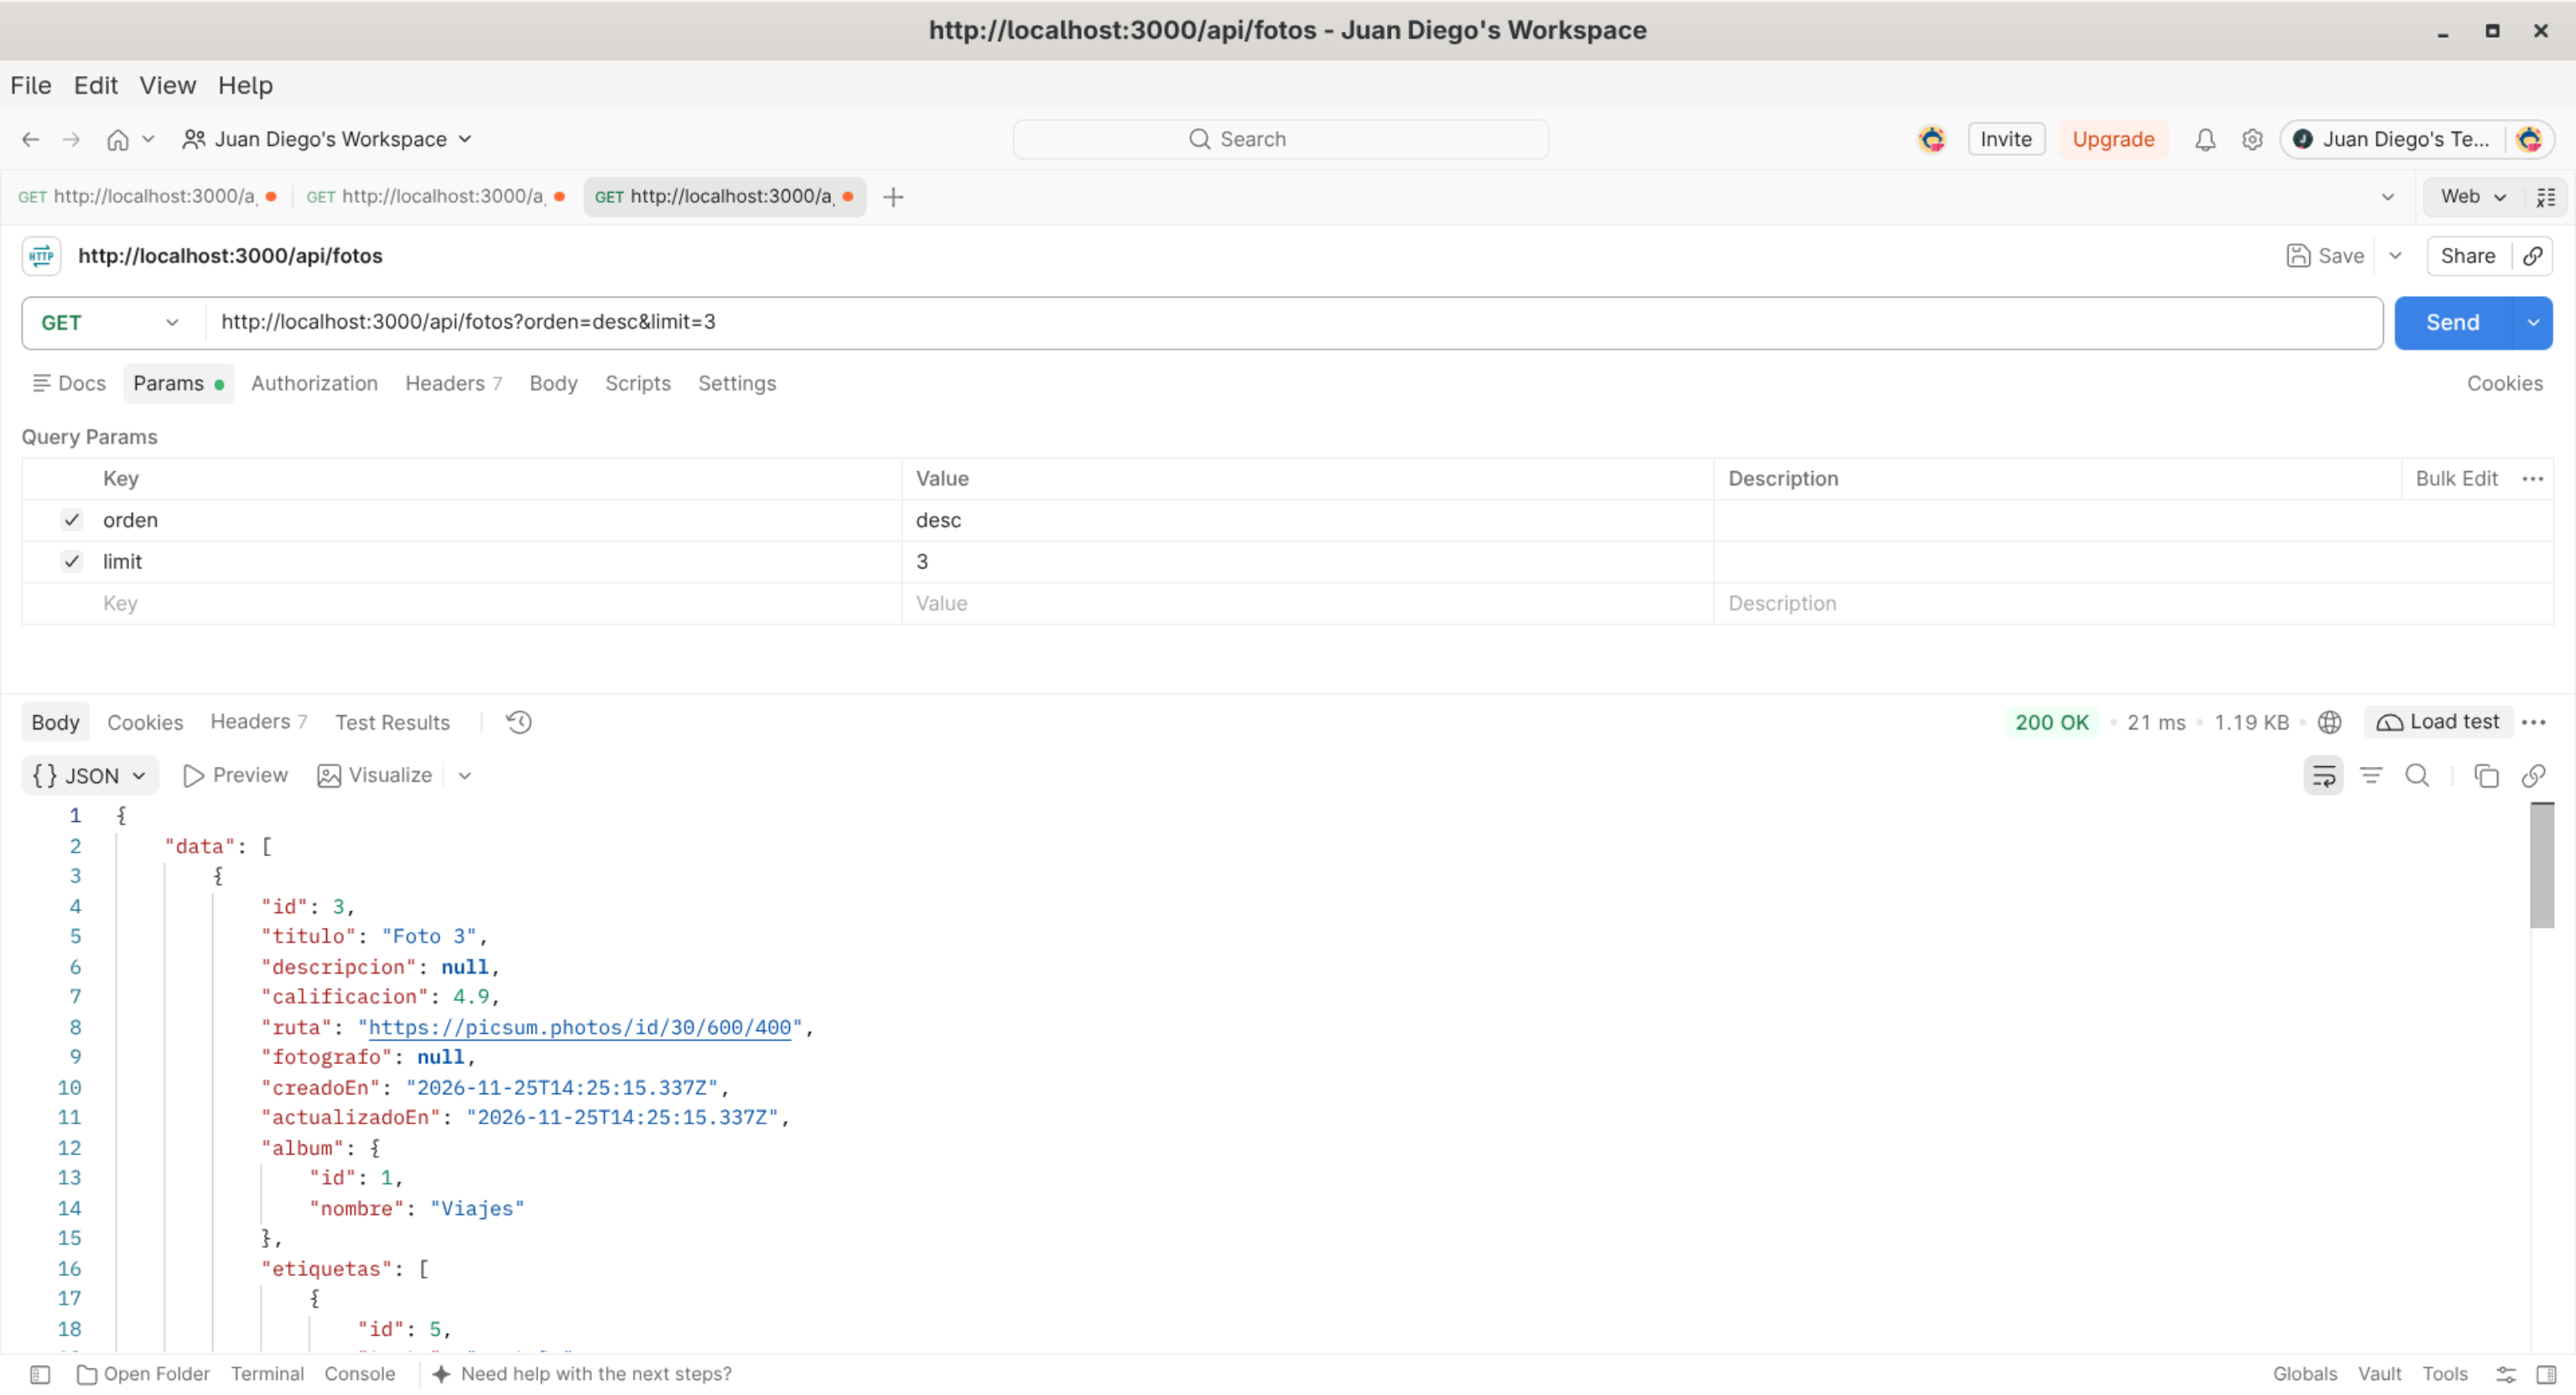 http://localhost:3000/api/fotos - Juan Diego's Workspace
File Edit View Help
Juan Diego's Workspace Search Invite Upgrade Juan Diego's Te...
GET http://localhost:3000/a GET http://localhost:3000/a GET http://localhost:3000/a Web
HTTP http://localhost:3000/api/fotos Save Share
GET http://localhost:3000/api/fotos?orden=desc&limit=3 Send
Docs Params Authorization Headers 7 Body Scripts Settings Cookies
Query Params
Key Value Description Bulk Edit
orden desc
limit 3
Key Value Description
Body Cookies Headers 7 Test Results 200 OK 21 ms 1.19 KB Load test
{} JSON Preview Visualize
1 {
2 "data": [
3 {
4 "id": 3,
5 "titulo": "Foto 3",
6 "descripcion": null,
7 "calificacion": 4.9,
8 "ruta": "https://picsum.photos/id/30/600/400",
9 "fotografo": null,
10 "creadoEn": "2026-11-25T14:25:15.337Z",
11 "actualizadoEn": "2026-11-25T14:25:15.337Z",
12 "album": {
13 "id": 1,
14 "nombre": "Viajes"
15 },
16 "etiquetas": [
17 {
18 "id": 5,
Open Folder Terminal Console Need help with the next steps? Globals Vault Tools